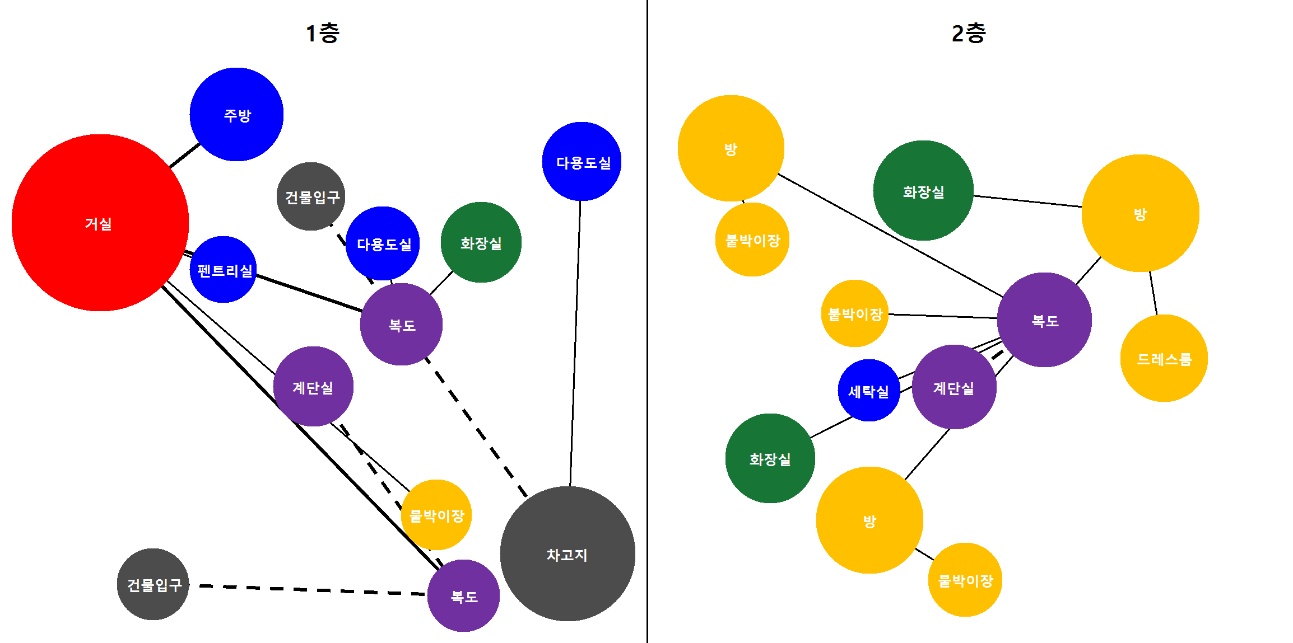 1층
주방
다용도실
건물입구
다용도실
화장실
거실
펜트리실
복도
계단실
붙박이장
차고지
건물입구
복도
2층
방
화장실
방
붙박이장
붙박이장
복도
드레스룸
세탁실
계단실
화장실
방
붙박이장